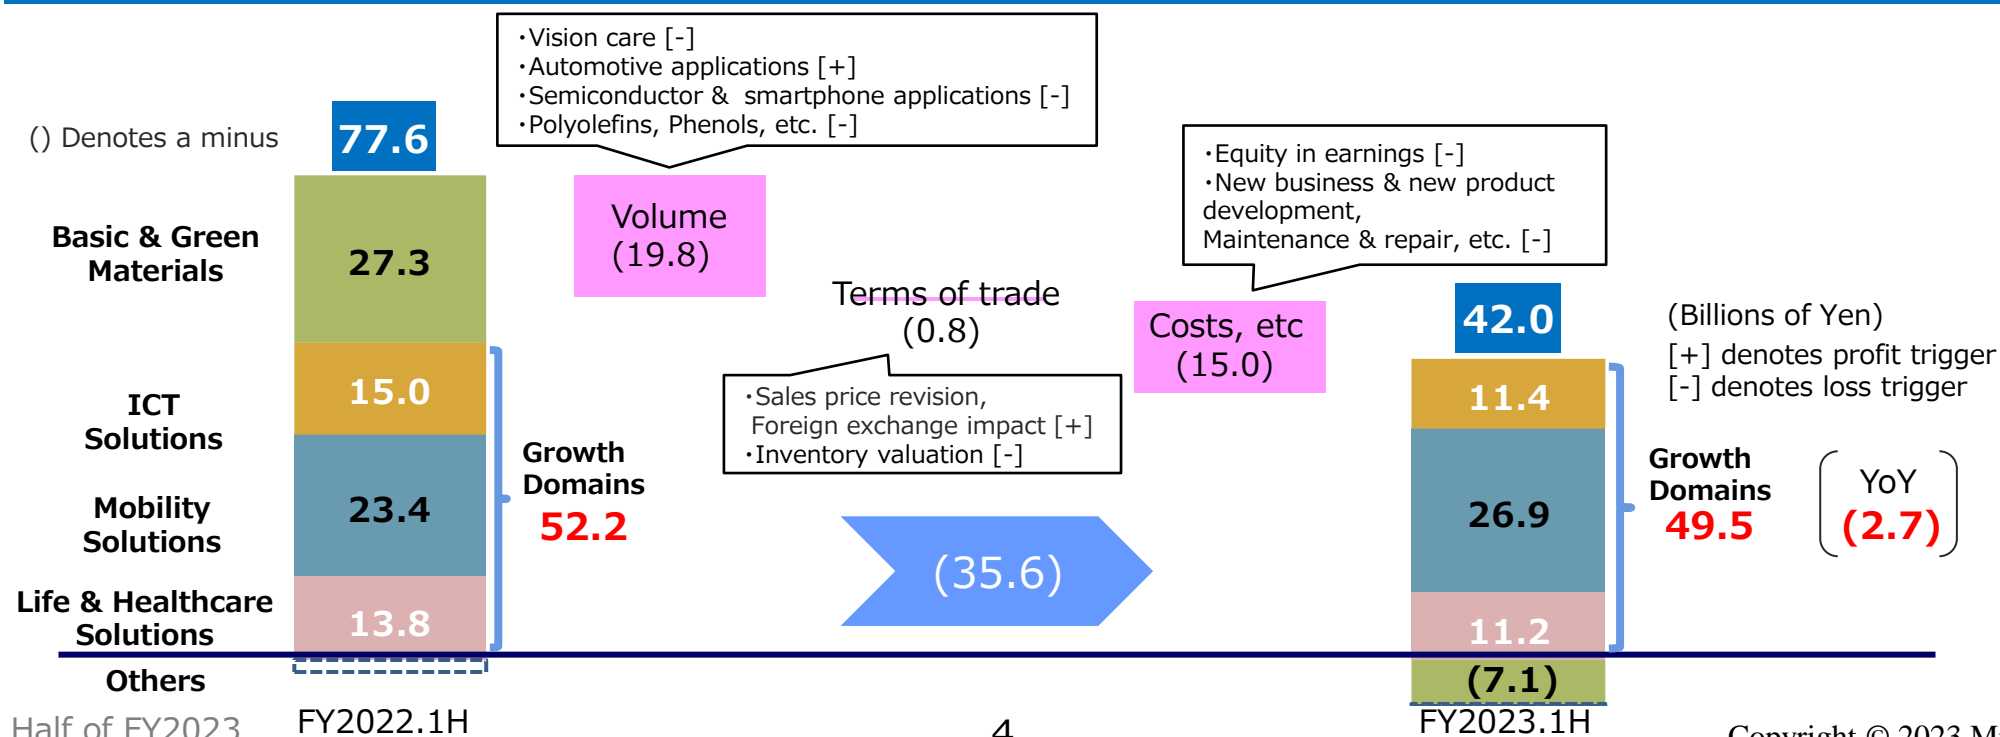 ・Vision care [-]
・Automotive applications [+]
・Semiconductor & smartphone applications [-]
・Polyolefins, Phenols, etc. [-]
() Denotes a minus
77.6
・Equity in earnings [-]
・New business & new product
development,
Maintenance & repair, etc. [-]
Basic & Green
Materials
27.3
Volume
(19.8)
Terms of trade
(0.8)
Costs, etc
(15.0)
42.0
(Billions of Yen)
[+] denotes profit trigger
[-] denotes loss trigger
ICT
Solutions
15.0
・Sales price revision,
Foreign exchange impact [+]
・Inventory valuation [-]
11.4
Growth
Domains
52.2
Mobility
Solutions
23.4
(35.6)
26.9
Growth
Domains
49.5
YoY
(2.7)
Life & Healthcare
Solutions
13.8
11.2
Others
(7.1)
Half of FY2023
FY2022.1H
4
FY2023.1H
Copyright © 2023 M